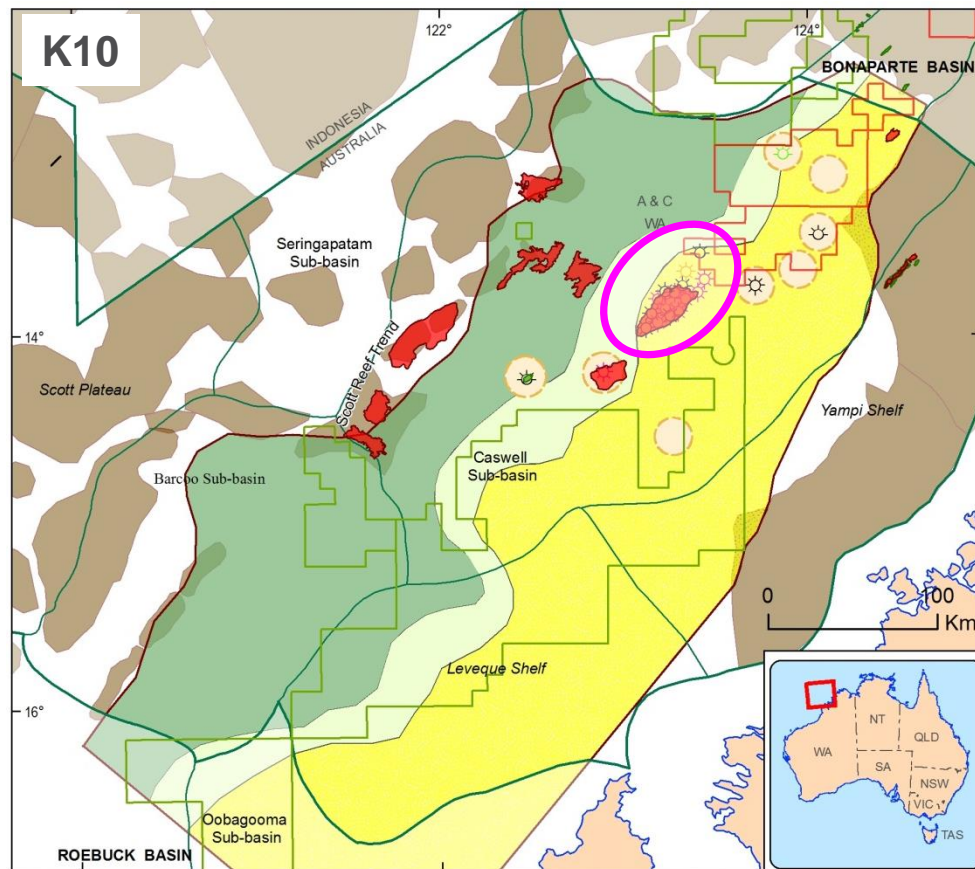 K10
122°
124°
BONAPARTE BASIN
INDONESIA
AUSTRALIA
A & C
WA
Seringapatam
Sub-basin
14°
Scott Reef Trend
Scott Plateau
Yampi Shelf
Caswell
Sub-basin
Barcoo Sub-basin
0
100
Km
Leveque Shelf
16°
NT
WA
QLD
SA
NSW
VIC
TAS
Oobagooma
Sub-basin
ROEBUCK BASIN